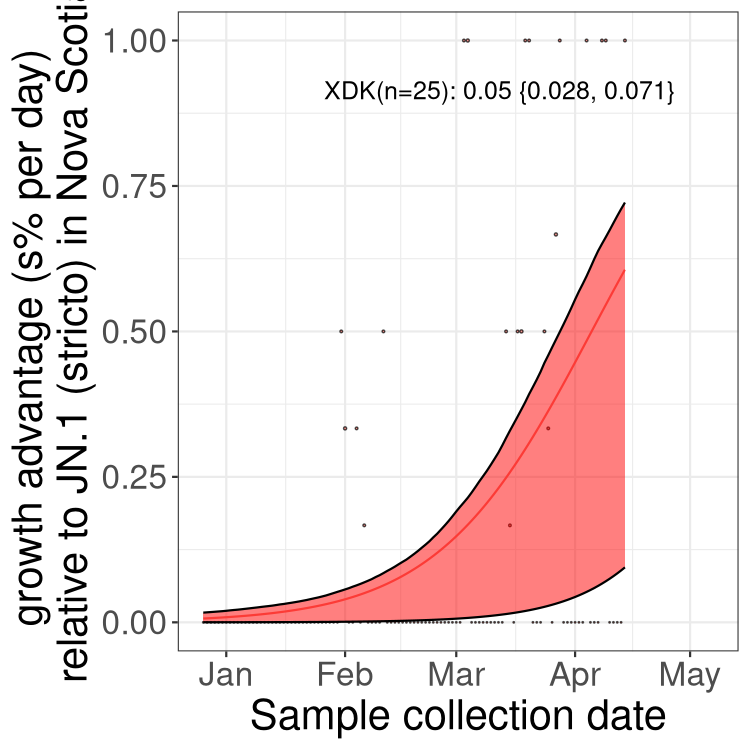 growth advantage (s% per day)
relative to JN.1 (stricto) in Nova Scotia
1.00
XDK(n=25): 0.05 {0.028, 0.071}
0.75
0.50
0.25
0.00
Jan Feb Mar Apr May
Sample collection date